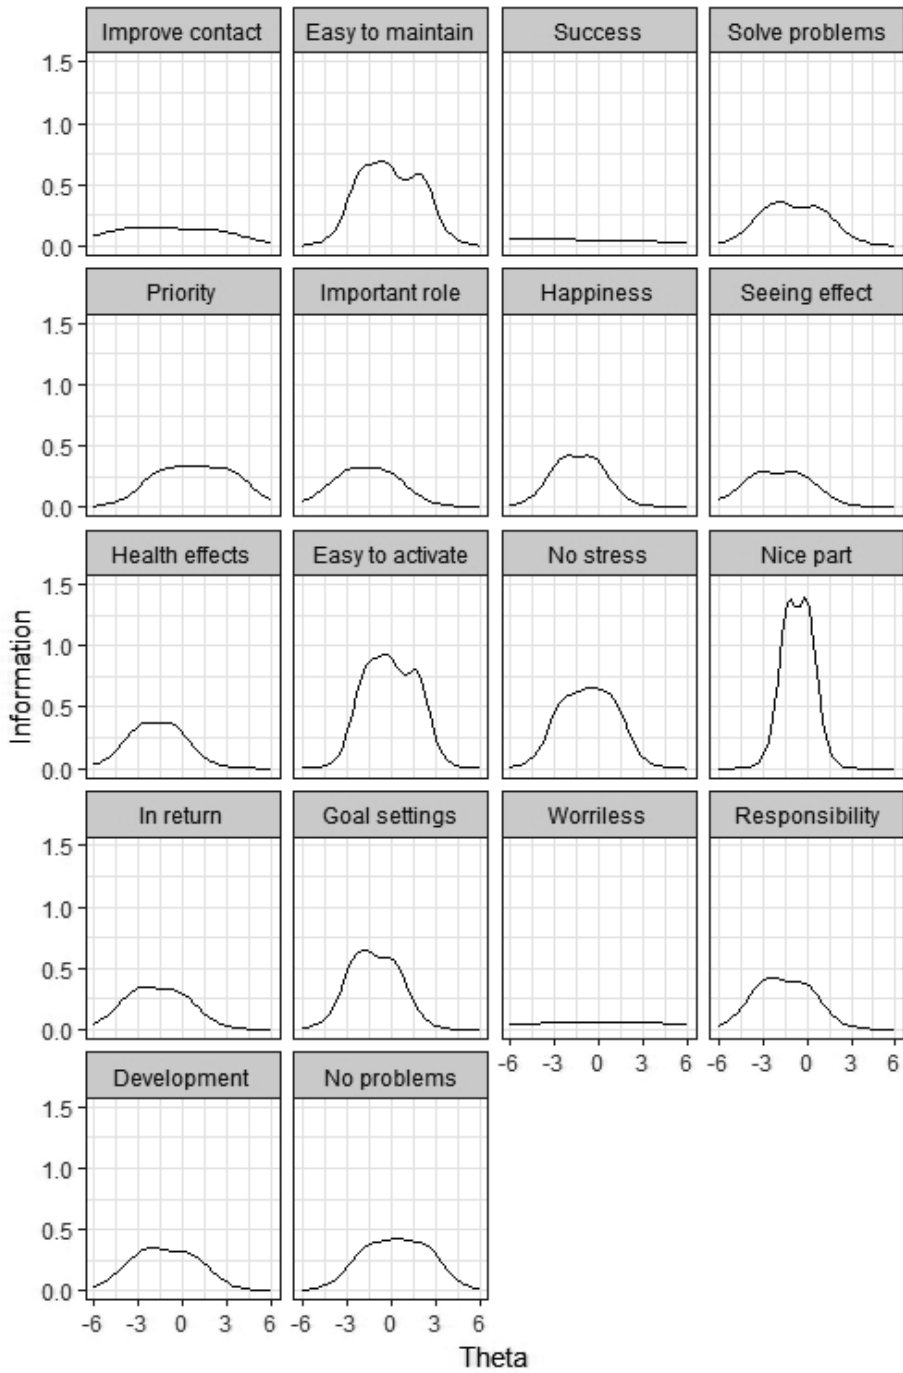 Improve contact Easy to maintain Success Solve problems
1.5
1.0
0.5
0.0
Priority Important role Happiness Seeing effect
1.5
1.0
0.5
0.0
Health effects Easy to activate No stress Nice part
1.5
1.0
0.5
0.0
Information
In return Goal settings Worriless Responsibility
1.5
1.0
0.5
0.0
-6 -3 0 3 6 -6 -3 0 3 6
Development No problems
1.5
1.0
0.5
0.0
-6 -3 0 3 6 -6 -3 0 3 6
Theta